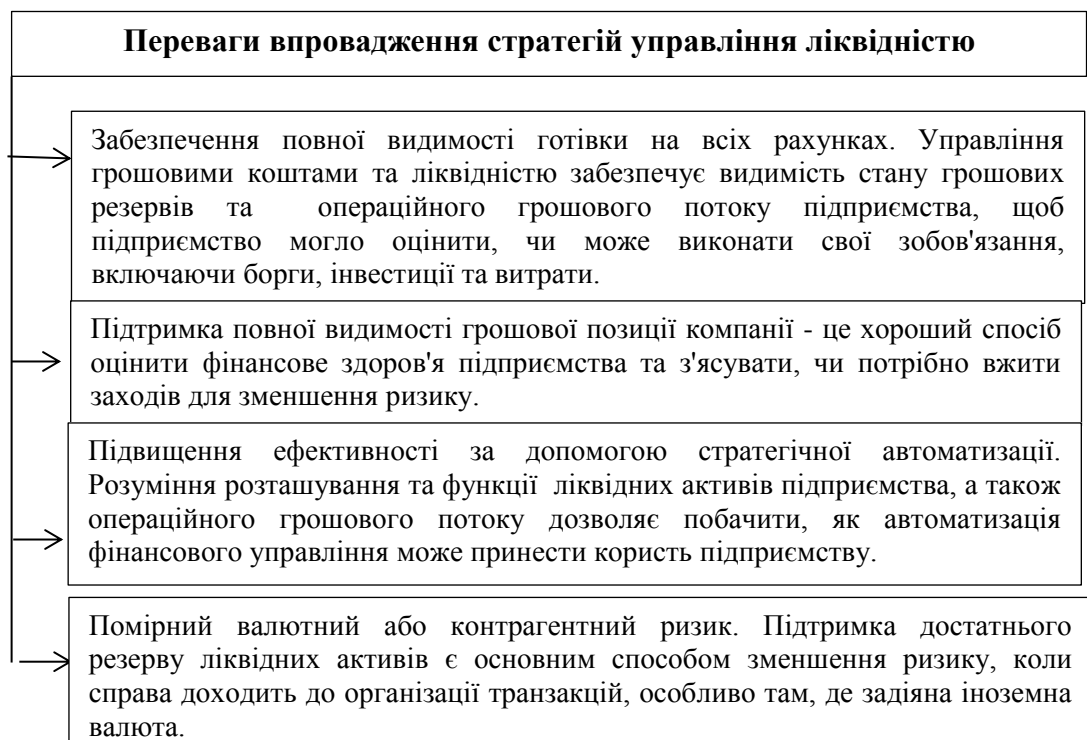 Переваги впровадження стратегій управління ліквідністю
Забезпечення повної видимості готівки на всіх рахунках. Управління
грошовими коштами та ліквідністю забезпечує видимість стану грошових
резервів та операційного грошового потоку підприємства, щоб
підприємство могло оцінити, чи може виконати свої зобов'язання,
включаючи борги, інвестиції та витрати.
Підтримка повної видимості грошової позиції компанії - це хороший спосіб
оцінити фінансове здоров'я підприємства та з'ясувати, чи потрібно вжити
заходів для зменшення ризику.
Підвищення ефективності за допомогою стратегічної автоматизації.
Розуміння розташування та функції ліквідних активів підприємства, а також
операційного грошового потоку дозволяє побачити, як автоматизація
фінансового управління може принести користь підприємству.
Помірний валютний або контрагентний ризик. Підтримка достатнього
резерву ліквідних активів є основним способом зменшення ризику, коли
справа доходить до організації транзакцій, особливо там, де задіяна іноземна
валюта.